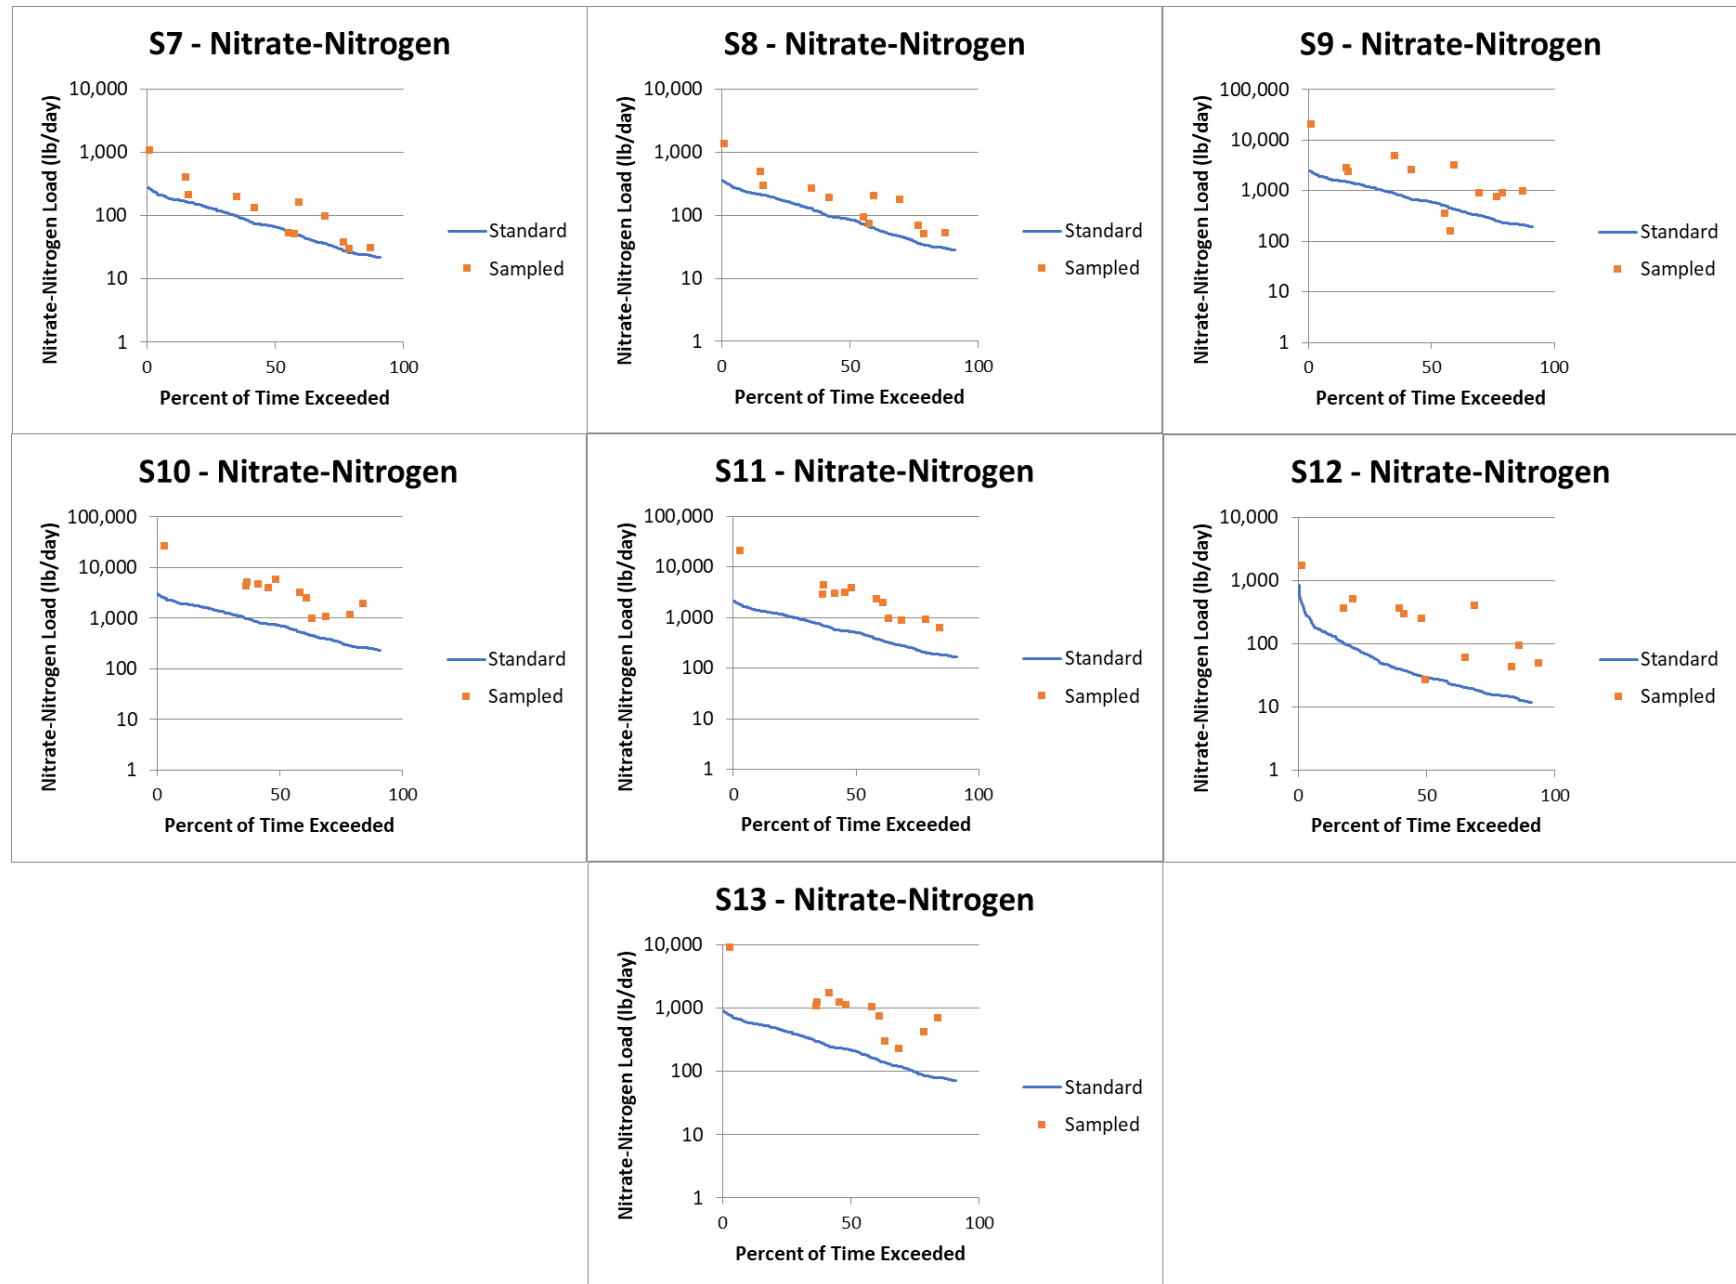 S7 - Nitrate-Nitrogen
Nitrate-Nitrogen Load (lb/day)
10,000
1,000
100
10
1
0 50 100
Percent of Time Exceeded
Standard
Sampled
S8 - Nitrate-Nitrogen
Nitrate-Nitrogen Load (lb/day)
10,000
1,000
100
10
1
0 50 100
Percent of Time Exceeded
Standard
Sampled
S9 - Nitrate-Nitrogen
Nitrate-Nitrogen Load (lb/day)
100,000
10,000
1,000
100
10
1
0 50 100
Percent of Time Exceeded
Standard
Sampled
S10 - Nitrate-Nitrogen
Nitrate-Nitrogen Load (lb/day)
100,000
10,000
1,000
100
10
1
0 50 100
Percent of Time Exceeded
Standard
Sampled
S11 - Nitrate-Nitrogen
Nitrate-Nitrogen Load (lb/day)
100,000
10,000
1,000
100
10
1
0 50 100
Percent of Time Exceeded
Standard
Sampled
S12 - Nitrate-Nitrogen
Nitrate-Nitrogen Load (lb/day)
10,000
1,000
100
10
1
0 50 100
Percent of Time Exceeded
Standard
Sampled
S13 - Nitrate-Nitrogen
Nitrate-Nitrogen Load (lb/day)
10,000
1,000
100
10
1
0 50 100
Percent of Time Exceeded
Standard
Sampled